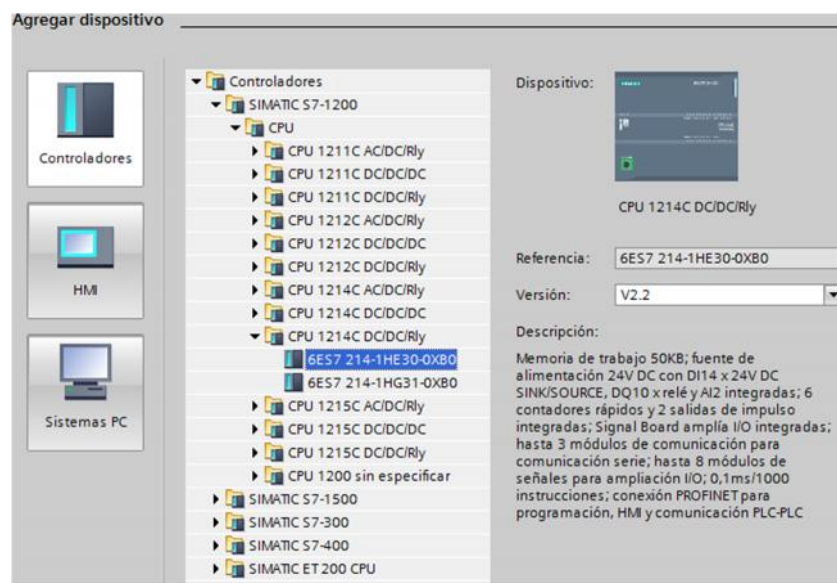 Agregar dispositivo
Controladores
HMI
Sistemas PC
Controladores
SIMATIC S7-1200
CPU
CPU 1211C AC/DC/Rly
CPU 1211C DC/DC/DC
CPU 1211C DC/DC/Rly
CPU 1212C AC/DC/Rly
CPU 1212C DC/DC/DC
CPU 1212C DC/DC/Rly
CPU 1214C AC/DC/Rly
CPU 1214C DC/DC/DC
CPU 1214C DC/DC/Rly
6ES7 214-1HE30-0XB0
6ES7 214-1HG31-0XB0
CPU 1215C AC/DC/Rly
CPU 1215C DC/DC/DC
CPU 1215C DC/DC/Rly
CPU 1200 sin especificar
SIMATIC S7-1500
SIMATIC S7-300
SIMATIC S7-400
SIMATIC ET 200 CPU
Dispositivo:
CPU 1214C DC/DC/Rly
Referencia: 6ES7 214-1HE30-0XB0
Versión: V2.2
Descripción:
Memoria de trabajo 50KB; fuente de
alimentación 24V DC con DI14 x 24V DC
SINK/SOURCE, DQ10 x relé y AI2 integradas; 6
contadores rápidos y 2 salidas de impulso
integradas; Signal Board amplía I/O integradas;
hasta 3 módulos de comunicación para
comunicación serie; hasta 8 módulos de
señales para ampliación I/O; 0,1ms/1000
instrucciones; conexión PROFINET para
programación, HMI y comunicación PLC-PLC